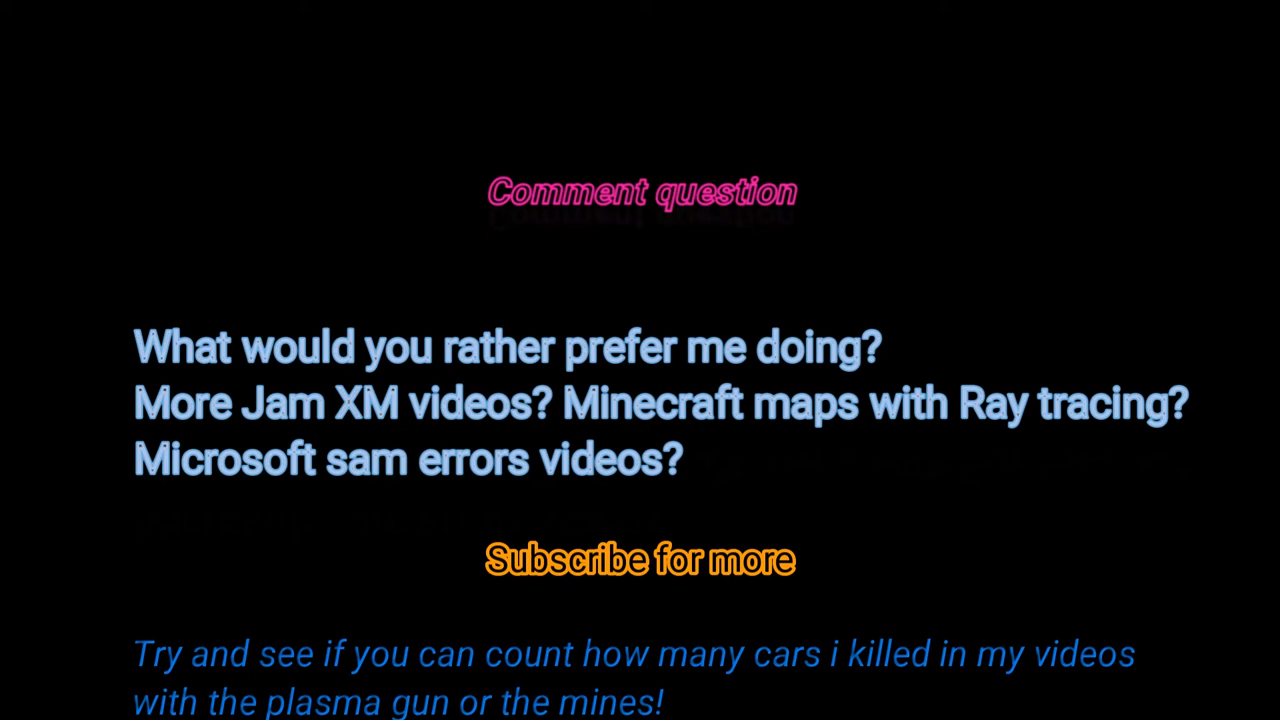 Comment question
What would you rather prefer me doing?
More Jam XM videos? Minecraft maps with Ray tracing?
Microsoft sam errors videos?
Subscribe for more
Try and see if you can count how many cars i killed in my videos
with the plasma gun or the mines!